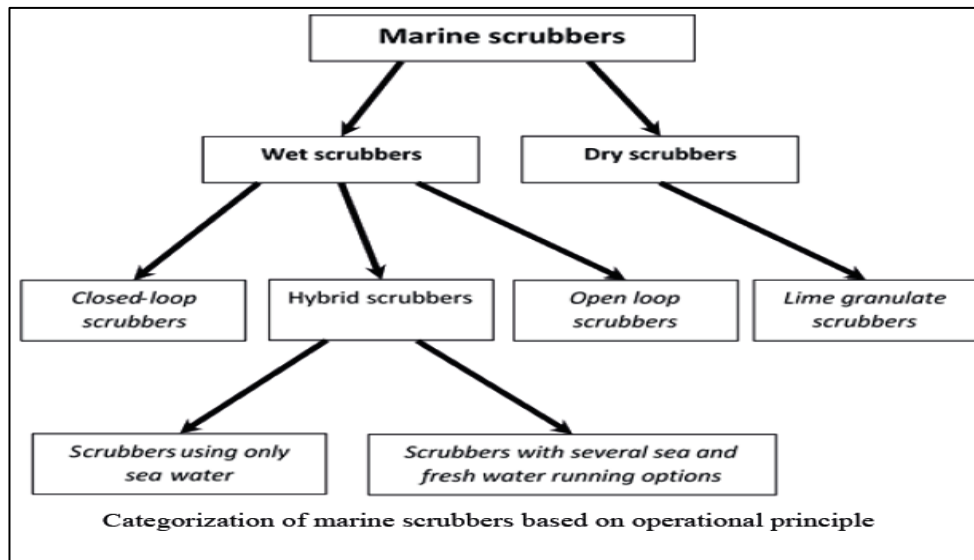 Marine scrubbers
Wet scrubbers
Dry scrubbers
Closed-loop
scrubbers
Hybrid scrubbers
Open loop
scrubbers
Lime granulate
scrubbers
Scrubbers using only
sea water
Scrubbers with several sea and
fresh water running options
Categorization of marine scrubbers based on operational principle